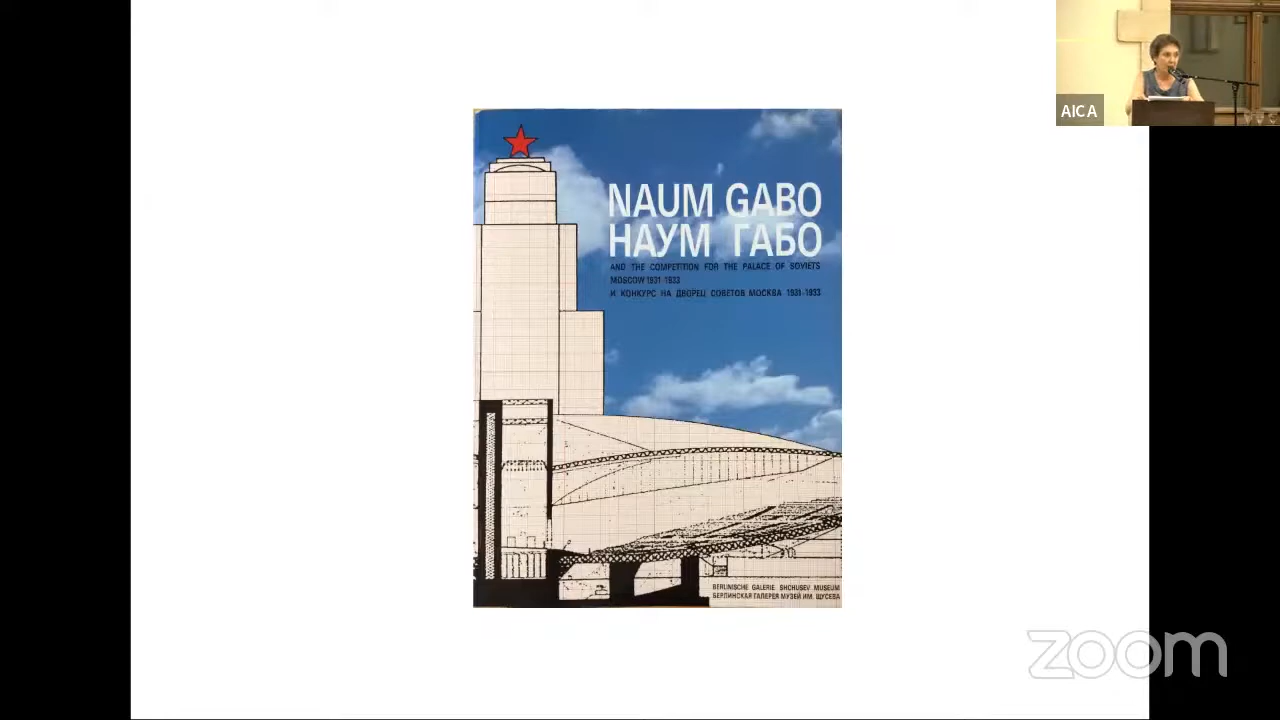 NAUM GABO
НАУМ ГАБО
AND THE COMPETITION FOR THE PALACE OF SOVIETS
MOSCOW 1931-1933
И КОНКУРС НА ДВОРЕЦ СОВЕТОВ МОСКВА 1931-1933
BERLINISCHE GALERIE SHCHUSEV MUSEUM
БЕРЛИНСКАЯ ГАЛЕРЕЯ МУЗЕЙ ИМ. ЩУСЕВА
AICA
zoom